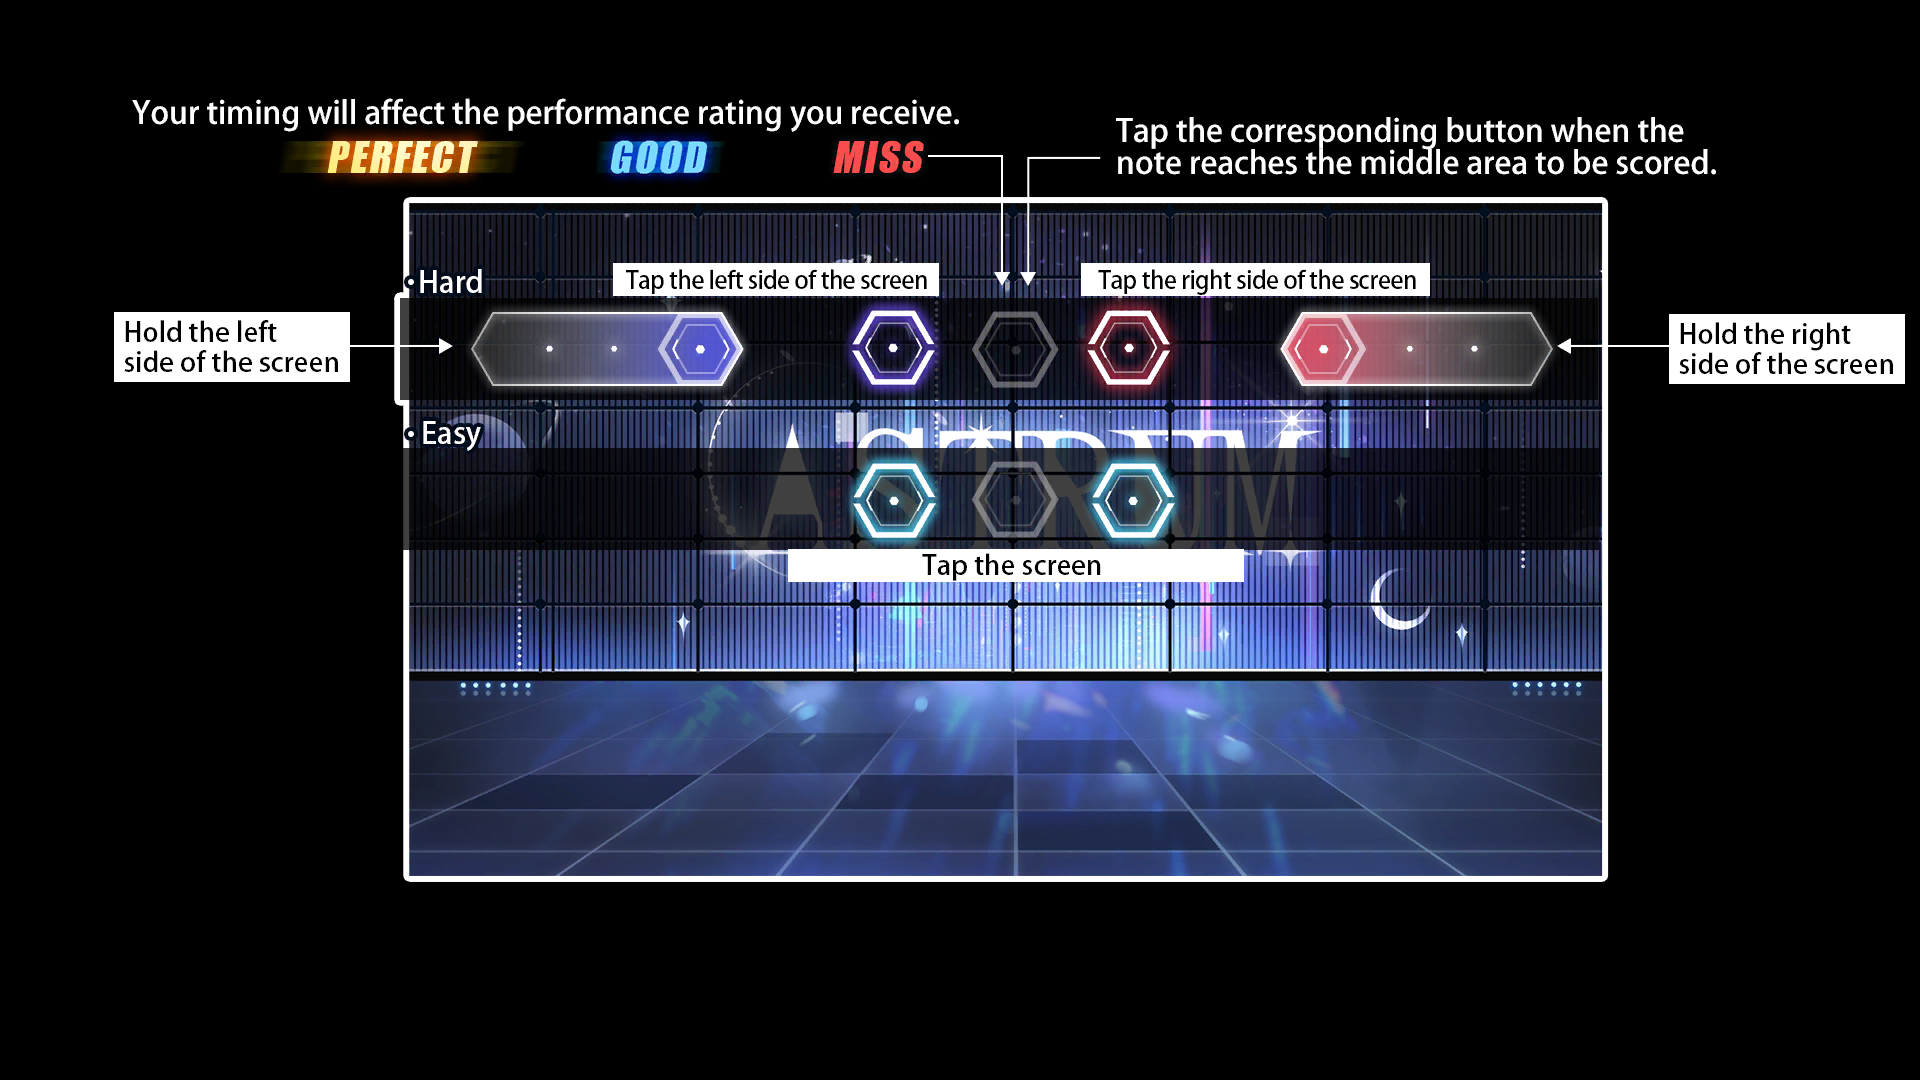 Your timing will affect the performance rating you receive.
PERFECT GOOD MISS
Tap the corresponding button when the
note reaches the middle area to be scored.
•Hard
Tap the left side of the screen
Tap the right side of the screen
Hold the left
side of the screen
Hold the right
side of the screen
•Easy
ASTRUM
Tap the screen